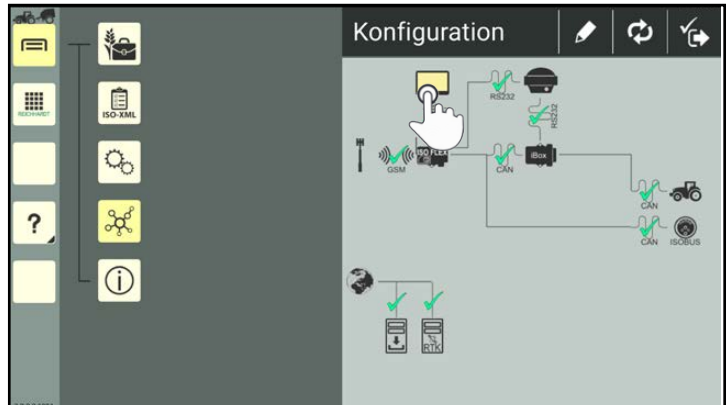 Konfiguration
RS232
RS232
REICHHARDT
ISO-XML
ISO FLEX
iBox
GSM
CAN
?
CAN
CAN
ISOBUS
RTK